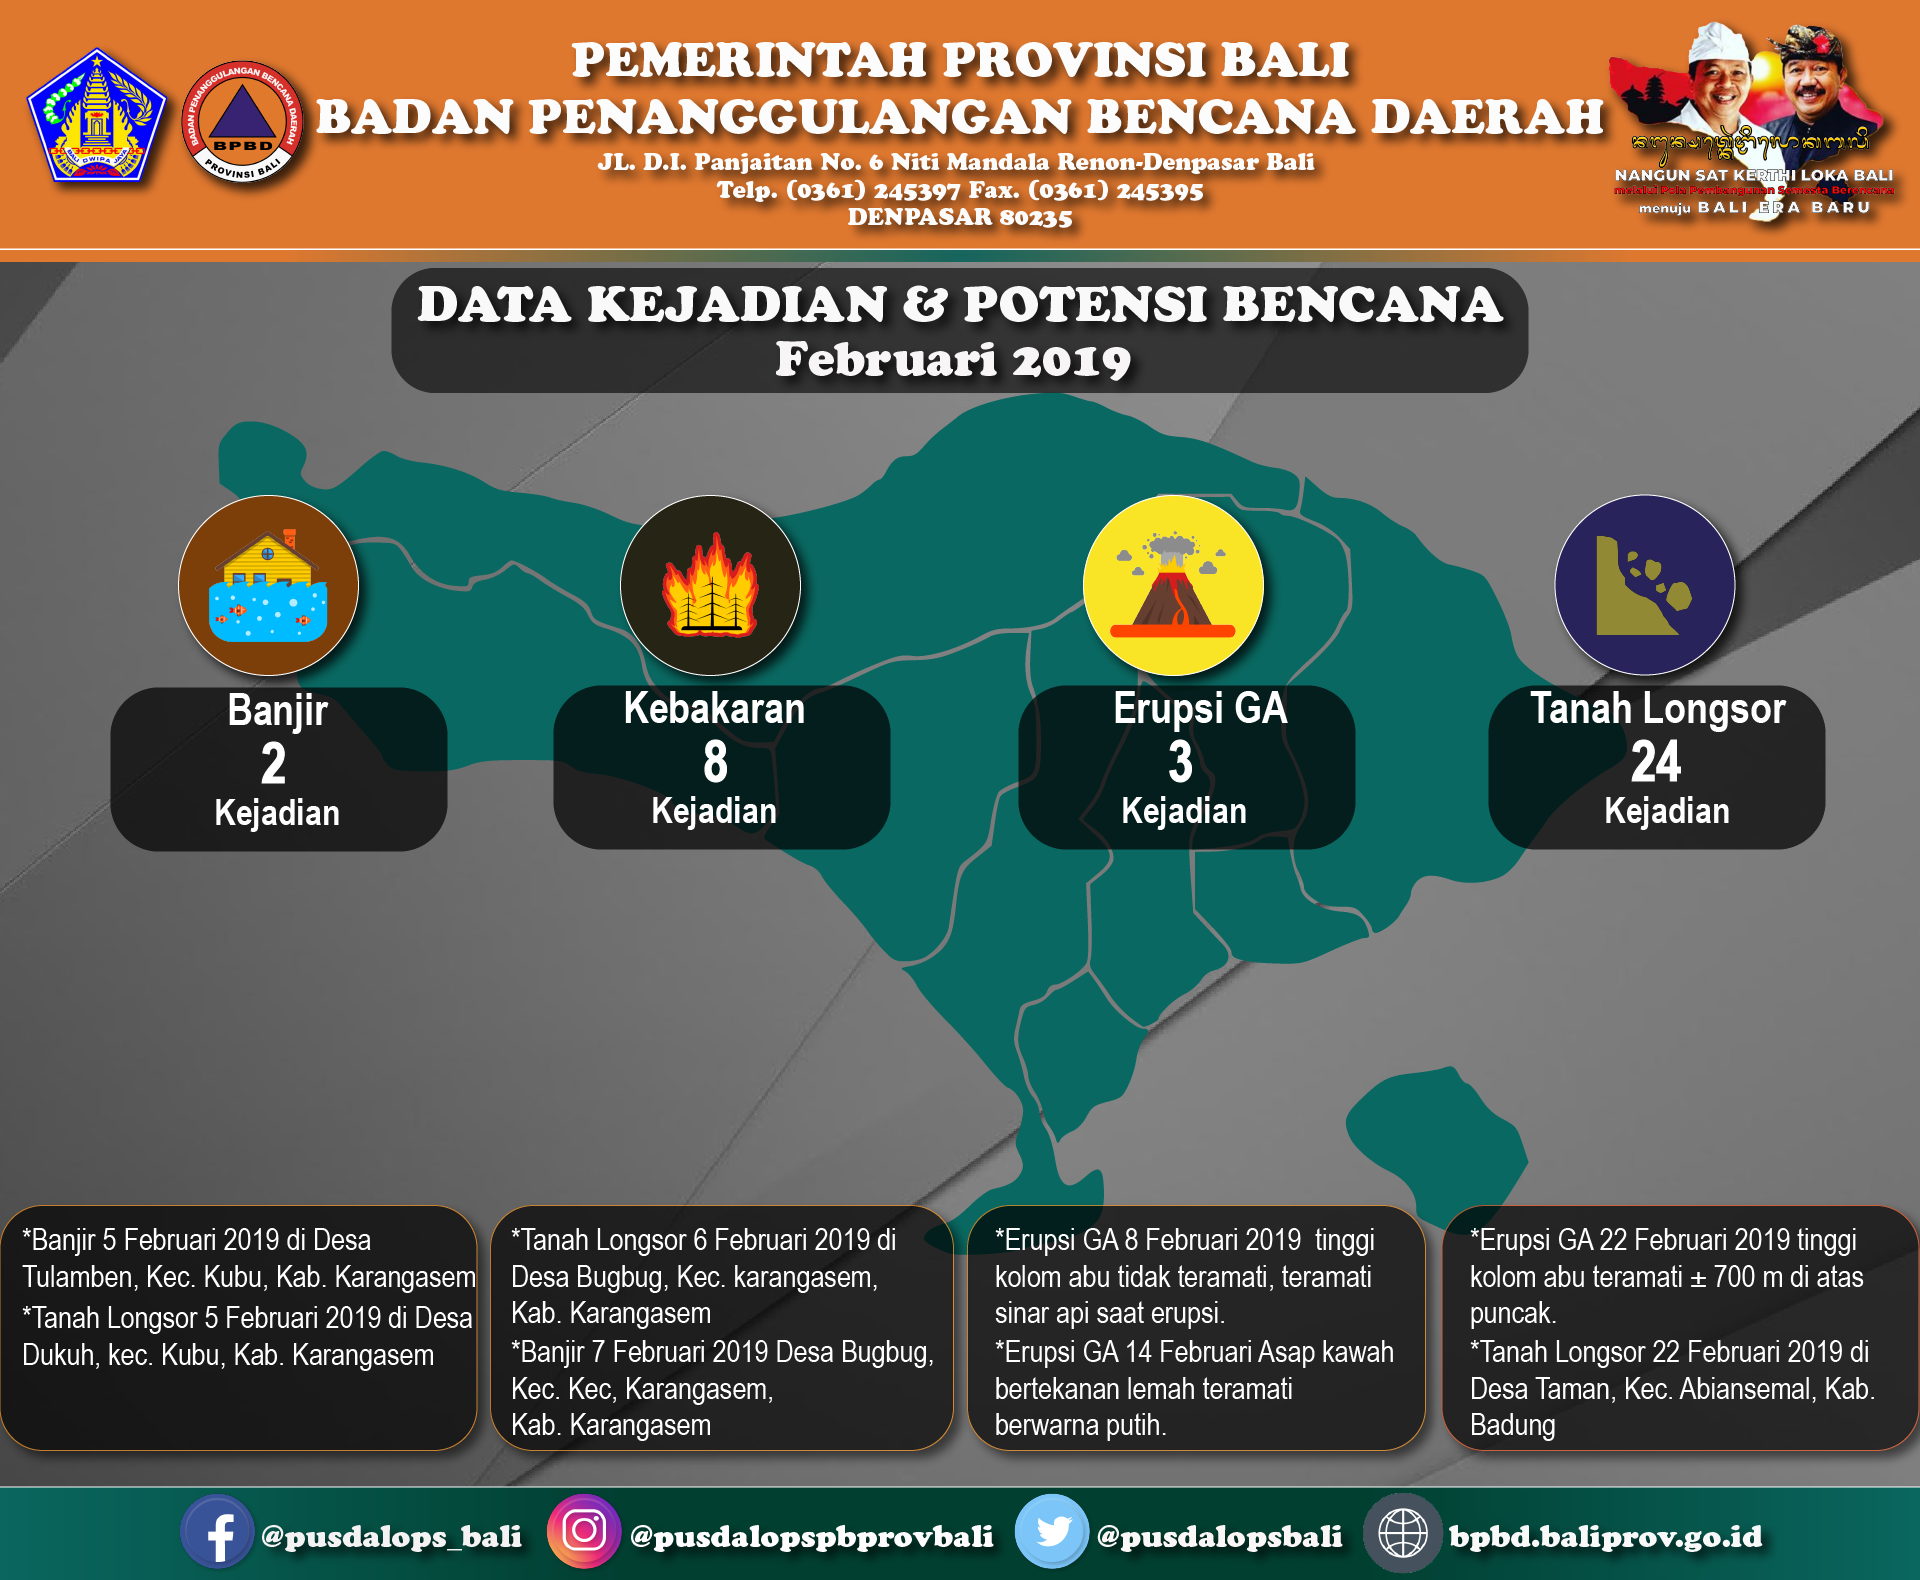 PEMERINTAH PROVINSI BALI
BADAN PENANGGULANGAN BENCANA DAERAH
JL. D.I. Panjaitan No. 6 Niti Mandala Renon-Denpasar Bali
Telp. (0361) 245397 Fax. (0361) 245395
DENPASAR 80235
BALI DWIPA JAYA
BADAN PENANGGULANGAN BENCANA DAERAH
BPBD
PROVINSI BALI
NANGUN SAT KERTHI LOKA BALI
melalui Pola Pembangunan Semesta Berencana
menuju BALI ERA BARU
DATA KEJADIAN & POTENSI BENCANA
Februari 2019
Banjir
2
Kejadian
Kebakaran
8
Kejadian
Erupsi GA
3
Kejadian
Tanah Longsor
24
Kejadian
*Banjir 5 Februari 2019 di Desa
Tulamben, Kec. Kubu, Kab. Karangasem
*Tanah Longsor 5 Februari 2019 di Desa
Dukuh, kec. Kubu, Kab. Karangasem
*Tanah Longsor 6 Februari 2019 di
Desa Bugbug, Kec. karangasem,
Kab. Karangasem
*Banjir 7 Februari 2019 Desa Bugbug,
Kec. Kec, Karangasem,
Kab. Karangasem
*Erupsi GA 8 Februari 2019 tinggi
kolom abu tidak teramati, teramati
sinar api saat erupsi.
*Erupsi GA 14 Februari Asap kawah
bertekanan lemah teramati
berwarna putih.
*Erupsi GA 22 Februari 2019 tinggi
kolom abu teramati ± 700 m di atas
puncak.
*Tanah Longsor 22 Februari 2019 di
Desa Taman, Kec. Abiansemal, Kab.
Badung
@pusdalops_bali
@pusdalopspbprovbali
@pusdalopsbali
bpbd.baliprov.go.id